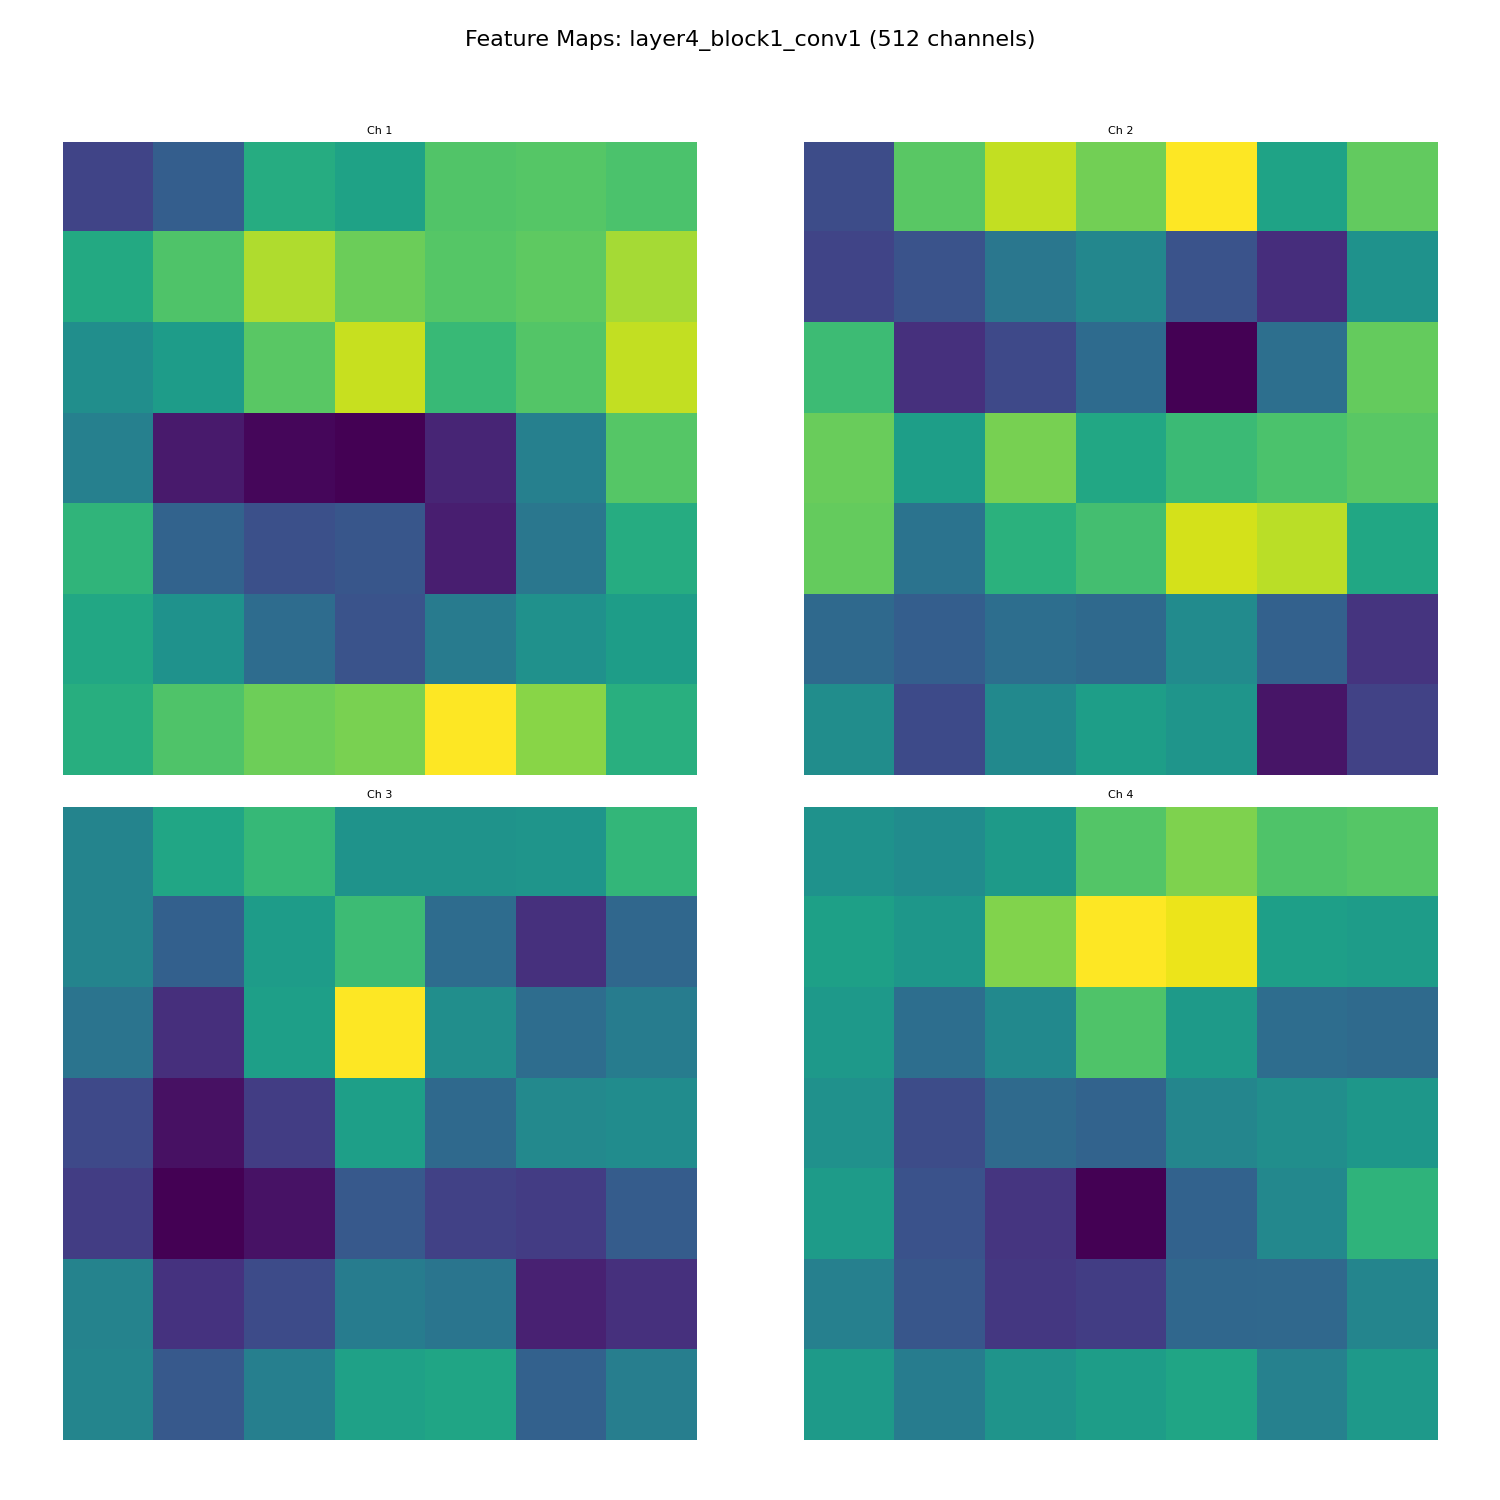 Feature Maps: layer4_block1_conv1 (512 channels)
Ch 1
Ch 2
Ch 3
Ch 4